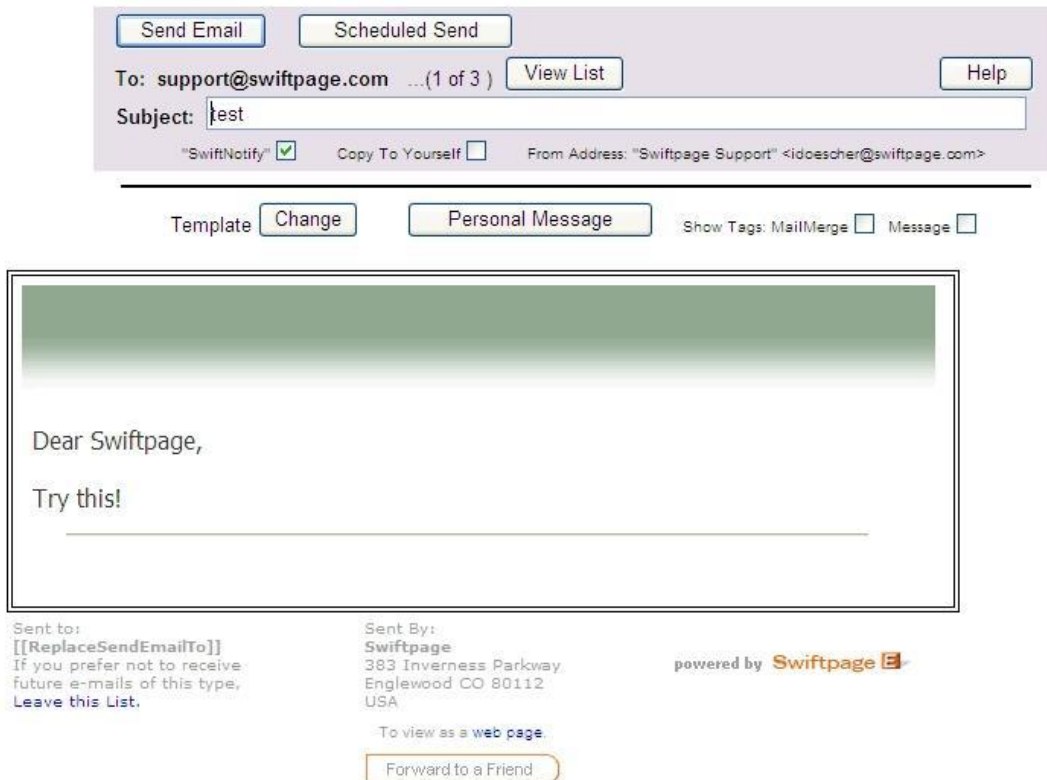 Send Email Scheduled Send
To: support@swiftpage.com ...(1 of 3 ) View List Help
Subject: test
"SwiftNotify" Copy To Yourself From Address: "Swiftpage Support" <idoescher@swiftpage.com>
Template Change Personal Message Show Tags: MailMerge Message
Dear Swiftpage,
Try this!
Sent to:
[[ReplaceSendEmailTo]]
If you prefer not to receive
future e-mails of this type,
Leave this List.
Sent By:
Swiftpage
383 Inverness Parkway
Englewood CO 80112
USA
To view as a web page.
Forward to a Friend
powered by Swiftpage E